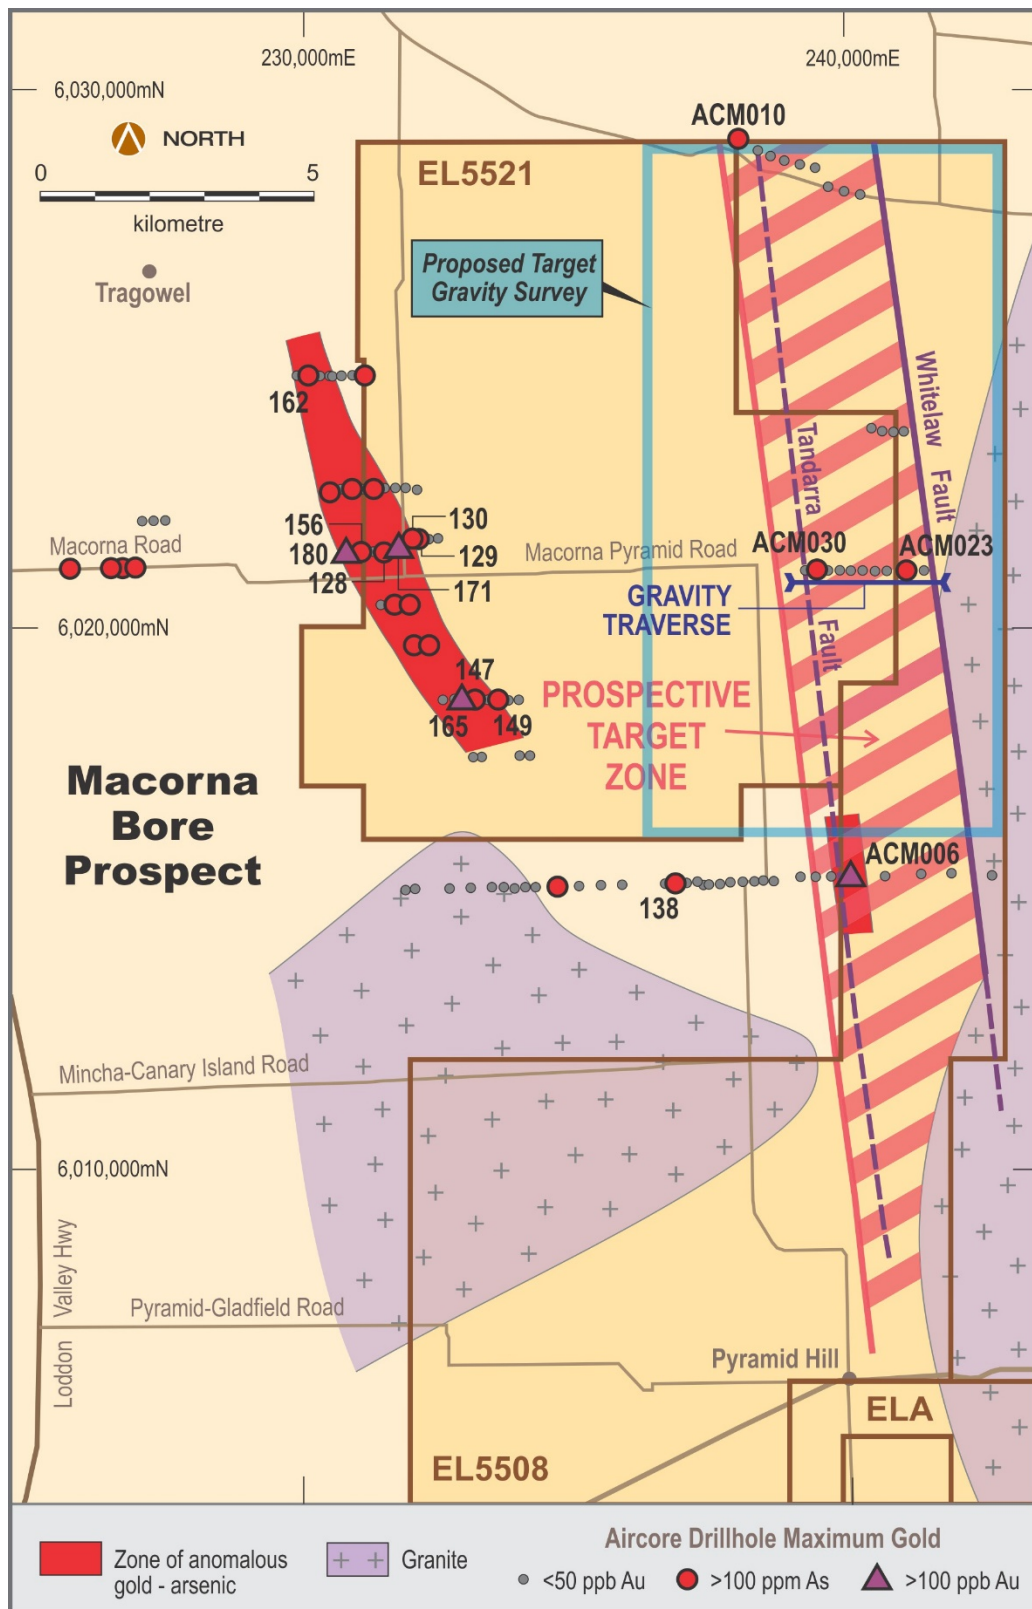 230,000mE
240,000mE
6,030,000mN
NORTH
ACM010
0
5
kilometre
EL5521
Tragowel
Proposed Target
Gravity Survey
Whitelaw
Fault
Tandarra
Fault
162
156
130
Macorna Road
180
129
Macorna Pyramid Road
ACM030
ACM023
128
171
GRAVITY
TRAVERSE
6,020,000mN
147
165
149
PROSPECTIVE
TARGET
ZONE
Macorna
Bore
Prospect
ACM006
138
Mincha-Canary Island Road
6,010,000mN
Loddon
Valley Hwy
Pyramid-Gladfield Road
Pyramid Hill
ELA
EL5508
Aircore Drillhole Maximum Gold
Zone of anomalous
gold - arsenic
Granite
<50 ppb Au
>100 ppm As
>100 ppb Au